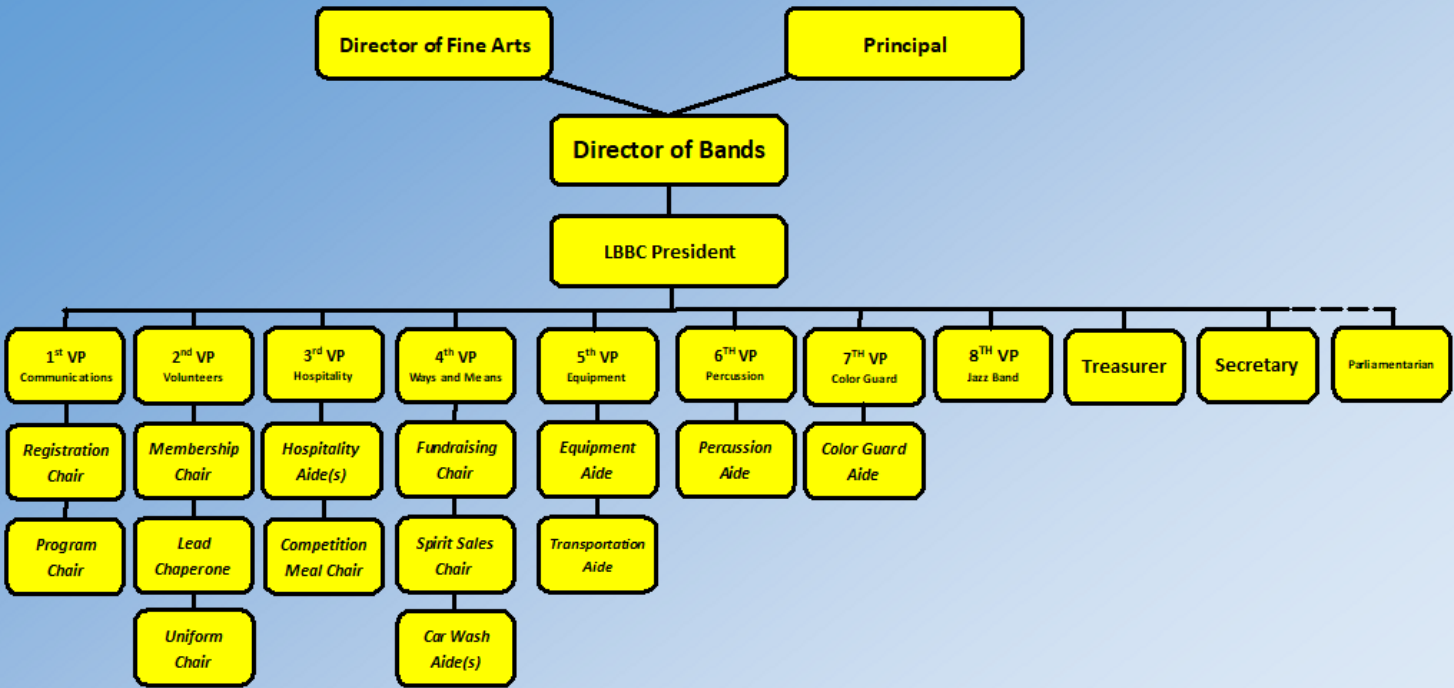 Director of Fine Arts
Principal
Director of Bands
LBBC President
1st VP
Communications
2nd VP
Volunteers
3rd VP
Hospitality
4th VP
Ways and Means
5th VP
Equipment
6TH VP
Percussion
7TH VP
Color Guard
8TH VP
Jazz Band
Treasurer
Secretary
Parliamentarian
Registration
Chair
Membership
Chair
Hospitality
Aide(s)
Fundraising
Chair
Equipment
Aide
Percussion
Aide
Color Guard
Aide
Program
Chair
Lead
Chaperone
Competition
Meal Chair
Spirit Sales
Chair
Transportation
Aide
Uniform
Chair
Car Wash
Aide(s)